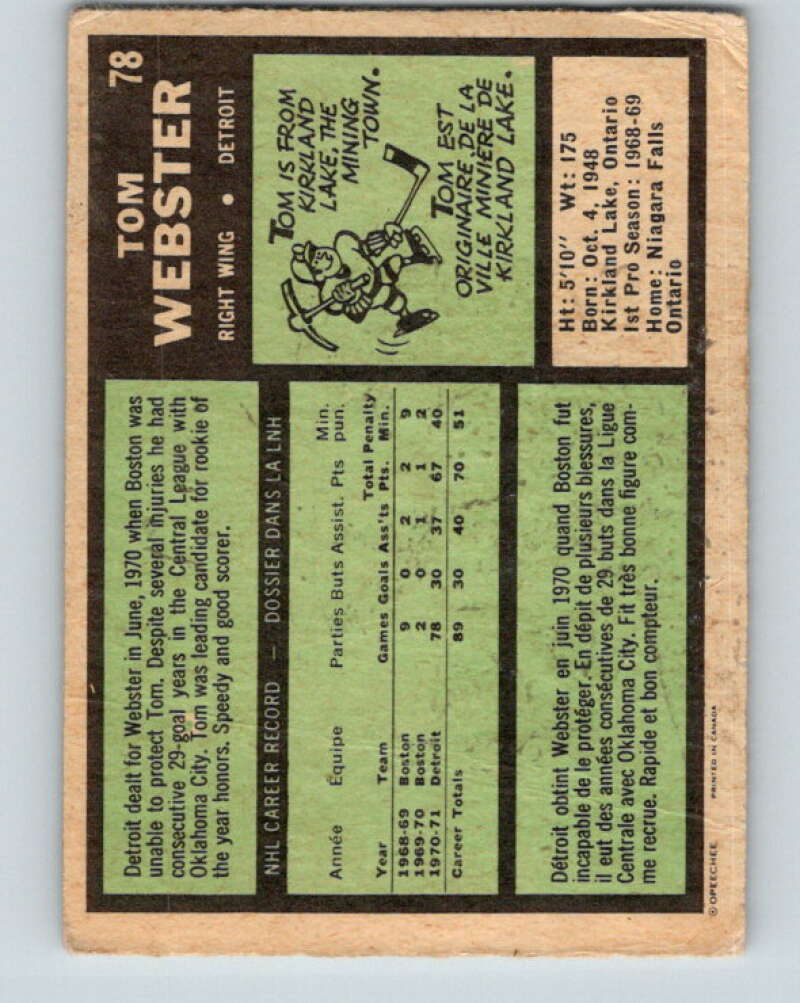 78
TOM
WEBSTER
RIGHT WING • DETROIT
TOM IS FROM
KIRKLAND
LAKE, THE
MINING
TOWN.
TOM EST
ORIGINAIRE DE LA
VILLE MINIÈRE DE
KIRKLAND LAKE.
Ht: 5'10" Wt: 175
Born: Oct. 4, 1948
Kirkland Lake, Ontario
1st Pro Season: 1968-69
Home: Niagara Falls
Ontario
Detroit dealt for Webster in June, 1970 when Boston was
unable to protect Tom. Despite several injuries he had
consecutive 29-goal years in the Central League with
Oklahoma City. Tom was leading candidate for rookie of
the year honors. Speedy and good scorer.
NHL CAREER RECORD — DOSSIER DANS LA LNH
Année Équipe Parties Buts Assist. Pts Min. pun.
Year Team Games Goals Ass'ts Total Pts. Penalty Min.
1968-69 Boston 9 0 2 2 9
1969-70 Boston 2 0 1 1 2
1970-71 Detroit 78 30 37 67 40
Career Totals 89 30 40 70 51
Détroit obtint Webster en juin 1970 quand Boston fut
incapable de le protéger. En dépit de plusieurs blessures,
il eut des années consécutives de 29 buts dans la Ligue
Centrale avec Oklahoma City. Fit très bonne figure com-
me recrue. Rapide et bon compteur.
© OPEECHEE PRINTED IN CANADA